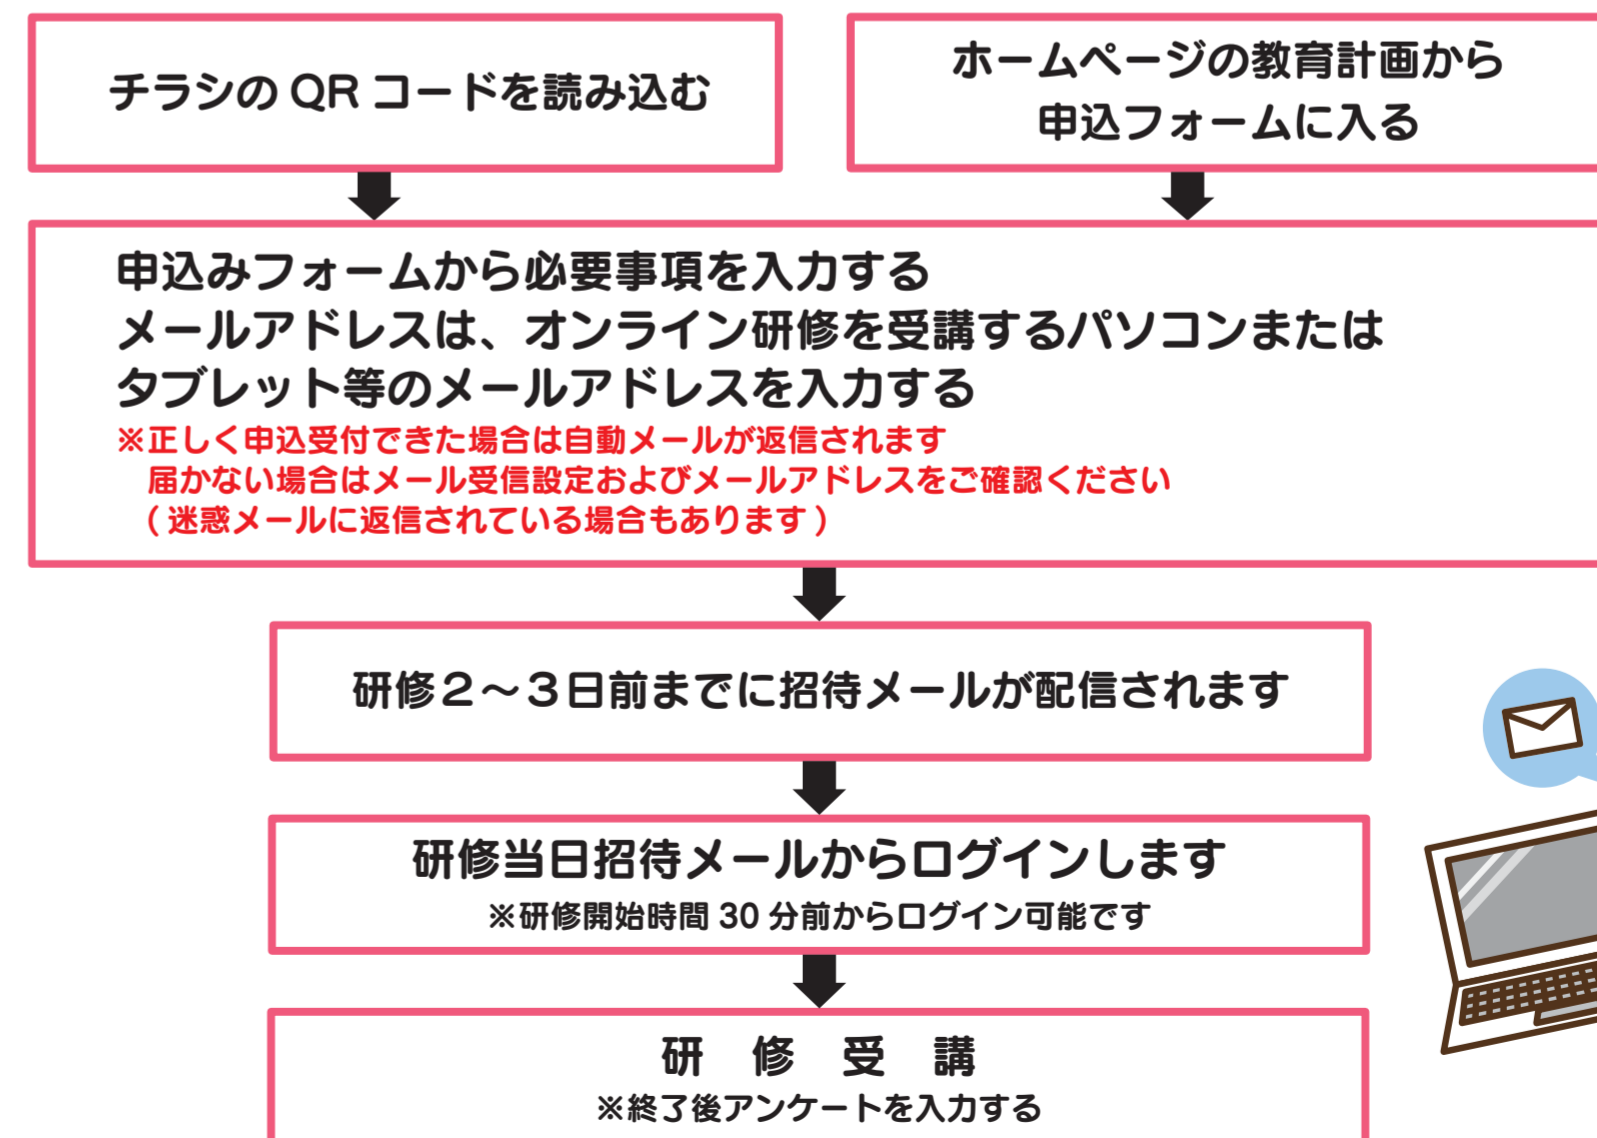 チラシの QR コードを読み込む
ホームページの教育計画から
申込フォームに入る
申込みフォームから必要事項を入力する
メールアドレスは、オンライン研修を受講するパソコンまたは
タブレット等のメールアドレスを入力する
※正しく申込受付できた場合は自動メールが返信されます
届かない場合はメール受信設定およびメールアドレスをご確認ください
( 迷惑メールに返信されている場合もあります )
研修２～３日前までに招待メールが配信されます
研修当日招待メールからログインします
※研修開始時間 30 分前からログイン可能です
研　修　受　講
※終了後アンケートを入力する